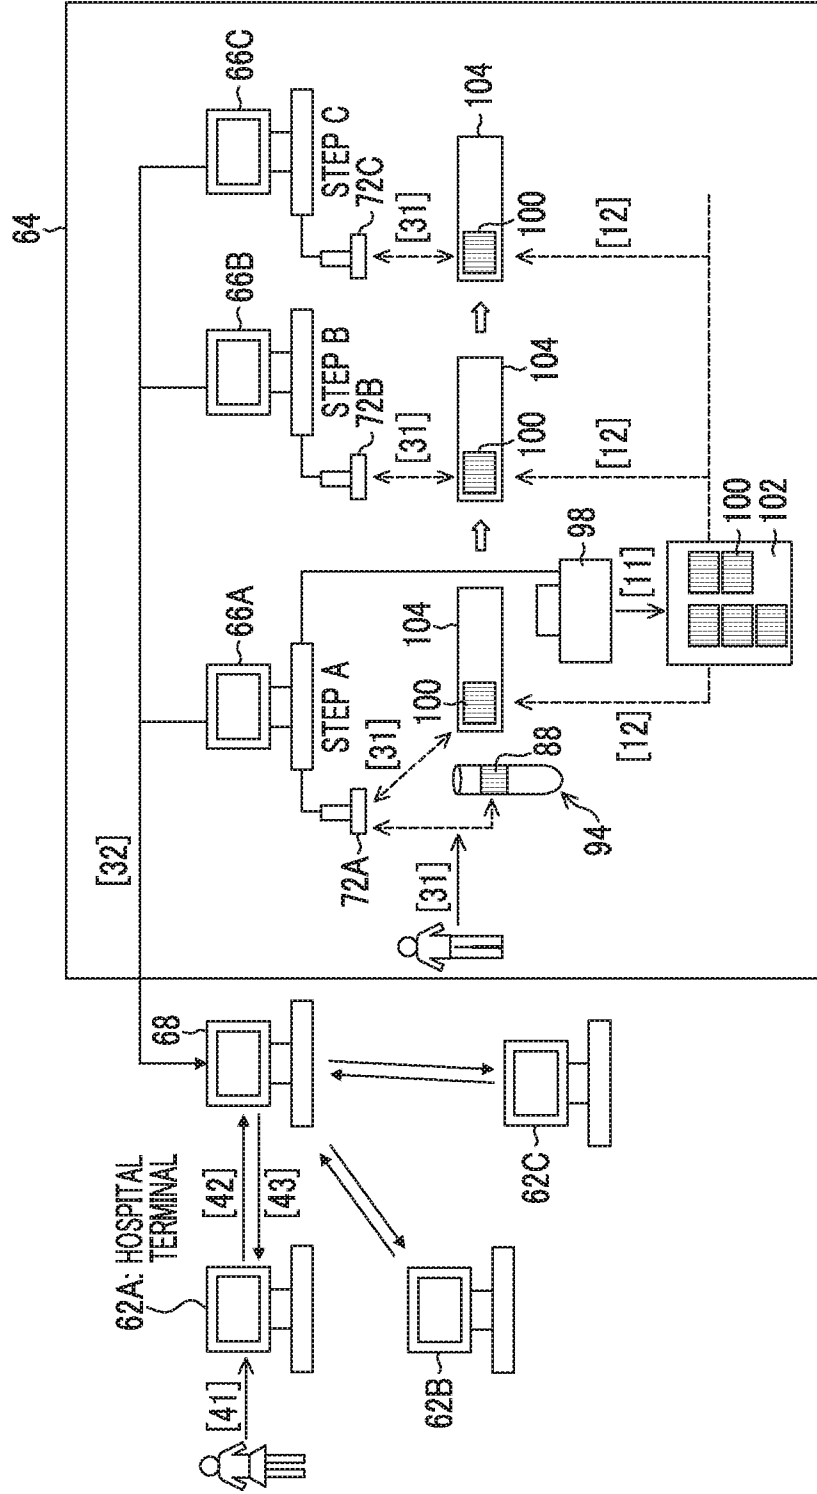 64
[32]
66A
66B
66C
STEP A
STEP B
STEP C
72A
72B
72C
[31]
[31]
[31]
[31]
104
104
104
100
100
100
88
94
98
[11]
[12]
[12]
[12]
100
102
68
62A: HOSPITAL
TERMINAL
[42]
[43]
[41]
62B
62C